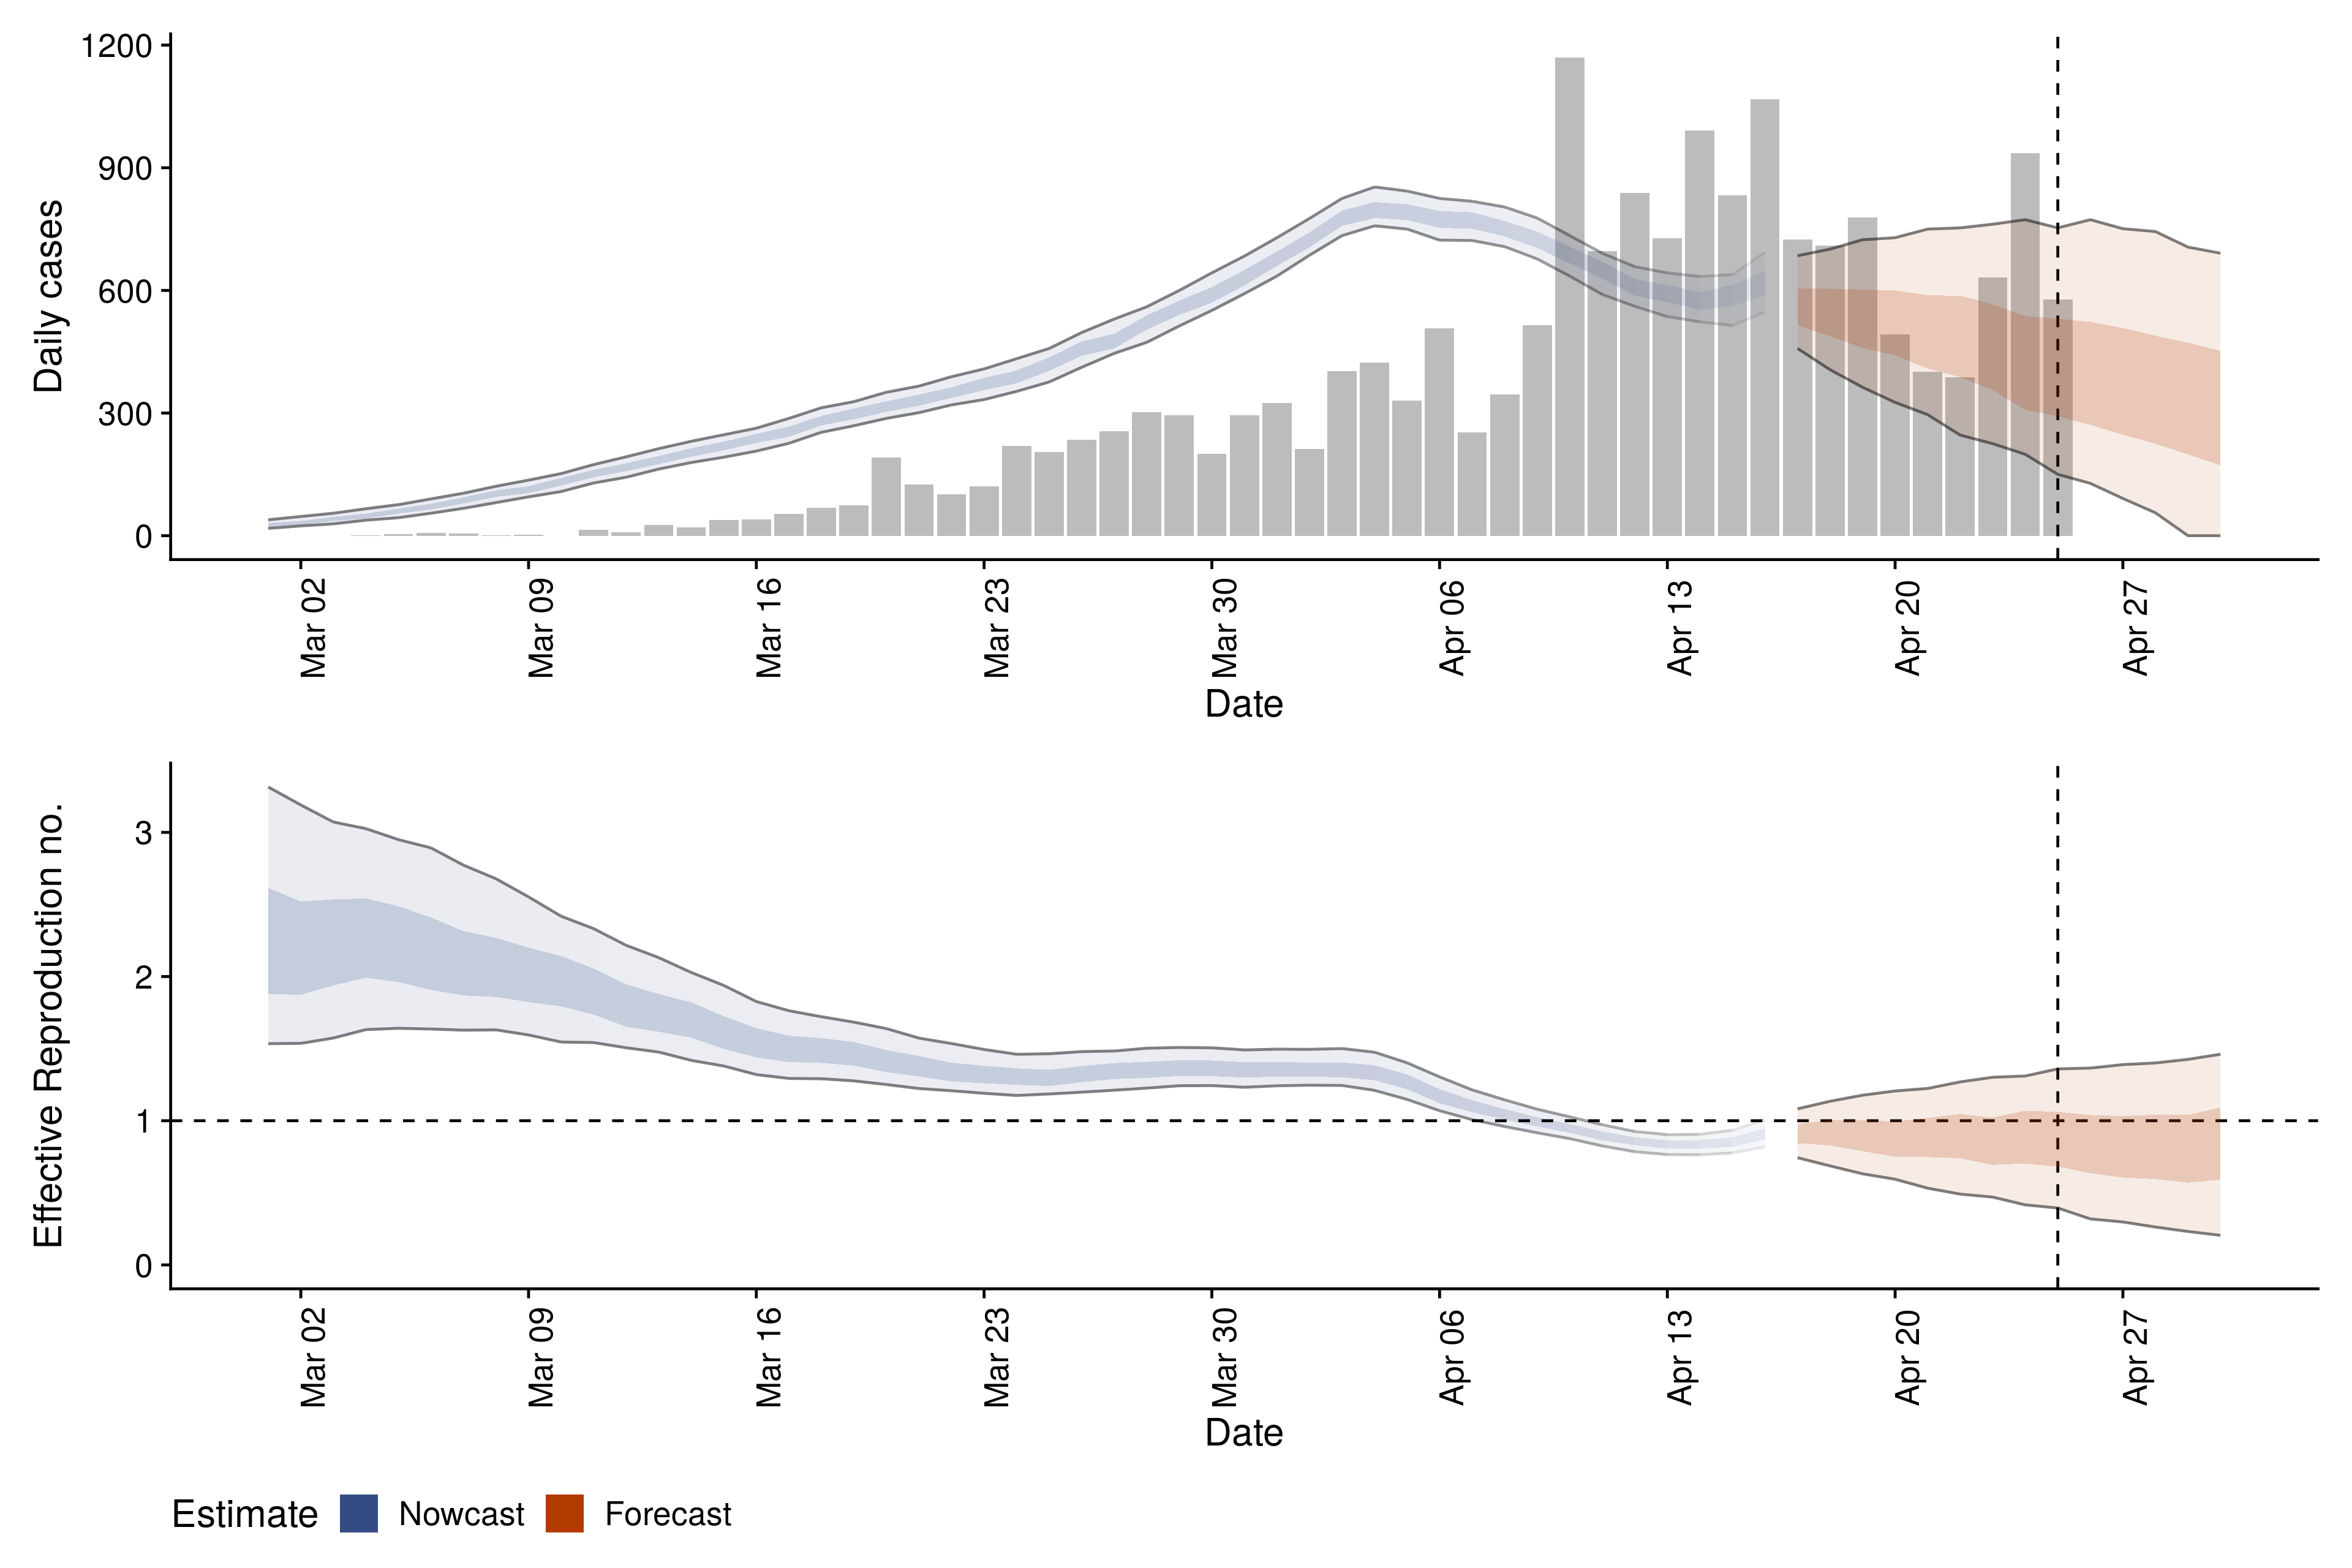 1200
900
600
300
0
Daily cases
Mar 02
Mar 09
Mar 16
Mar 23
Mar 30
Apr 06
Apr 13
Apr 20
Apr 27
Date
3
2
1
0
Effective Reproduction no.
Mar 02
Mar 09
Mar 16
Mar 23
Mar 30
Apr 06
Apr 13
Apr 20
Apr 27
Date
Estimate Nowcast Forecast